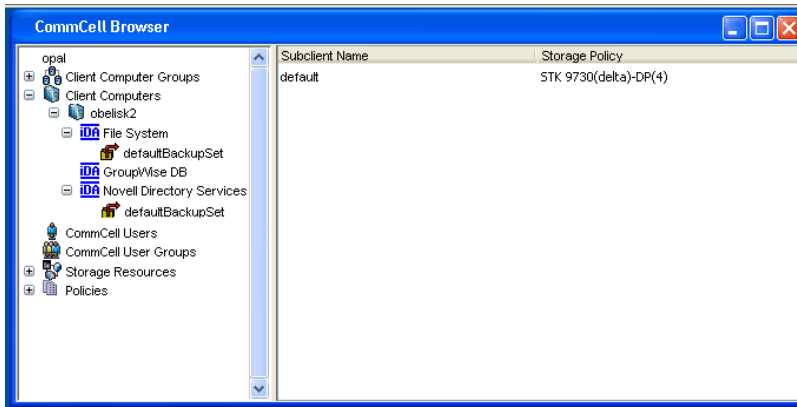 CommCell Browser
opal
Client Computer Groups
Client Computers
obelisk2
iDA File System
defaultBackupSet
iDA GroupWise DB
iDA Novell Directory Services
defaultBackupSet
CommCell Users
CommCell User Groups
Storage Resources
Policies
Subclient Name Storage Policy
default STK 9730(delta)-DP(4)